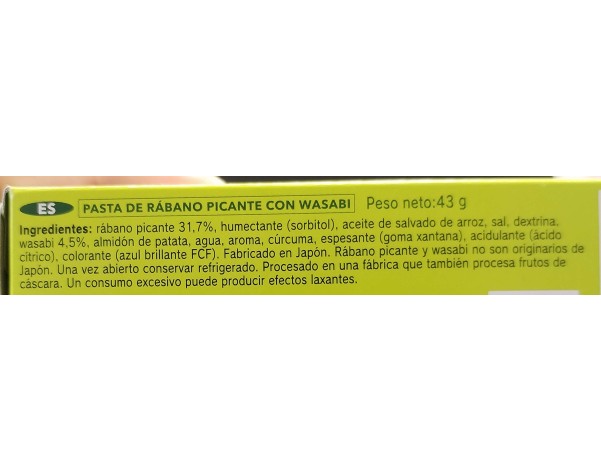 ES PASTA DE RÁBANO PICANTE CON WASABI Peso neto:43 g
Ingredientes: rábano picante 31,7%, humectante (sorbitol), aceite de salvado de arroz, sal, dextrina,
wasabi 4,5%, almidón de patata, agua, aroma, cúrcuma, espesante (goma xantana), acidulante (ácido
cítrico), colorante (azul brillante FCF). Fabricado en Japón. Rábano picante y wasabi no son originarios de
Japón. Una vez abierto conservar refrigerado. Procesado en una fábrica que también procesa frutos de
cáscara. Un consumo excesivo puede producir efectos laxantes.